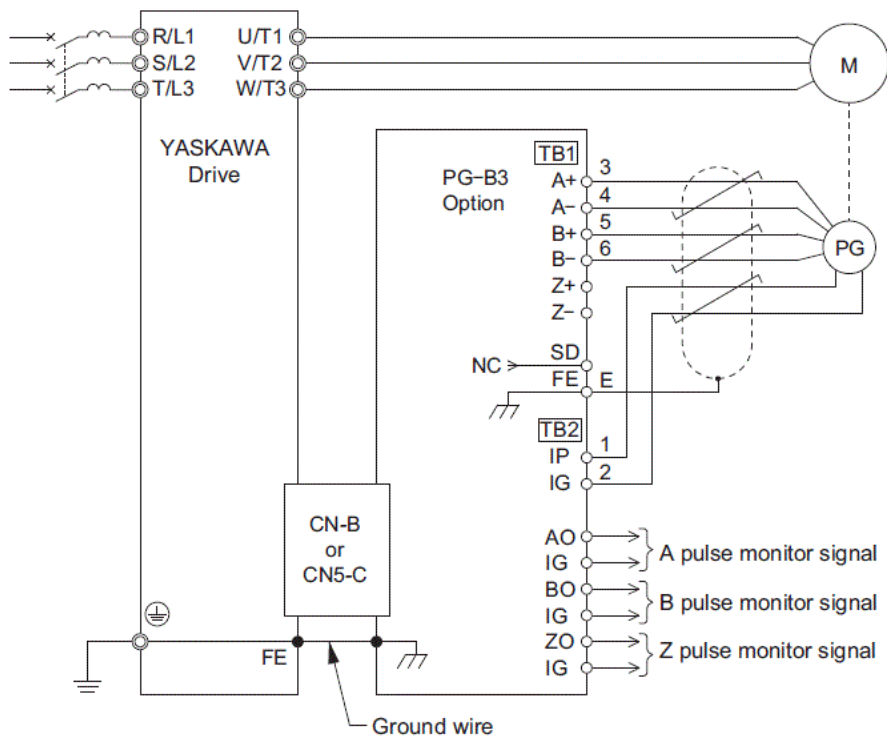 R/L1 U/T1
S/L2 V/T2
T/L3 W/T3
M
YASKAWA
Drive
PG-B3
Option
TB1
A+ 3
A− 4
B+ 5
B− 6
Z+
Z−
PG
NC SD
FE E
TB2
IP 1
IG 2
CN-B
or
CN5-C
AO
IG
A pulse monitor signal
BO
IG
B pulse monitor signal
ZO
IG
Z pulse monitor signal
FE
Ground wire